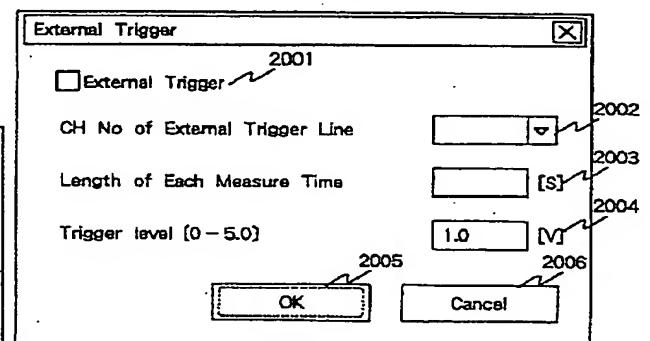 External Trigger
2001
External Trigger
CH No of External Trigger Line
2002
Length of Each Measure Time
[S]
2003
Trigger level [0 – 5.0]
1.0
[V]
2004
2005
OK
2006
Cancel